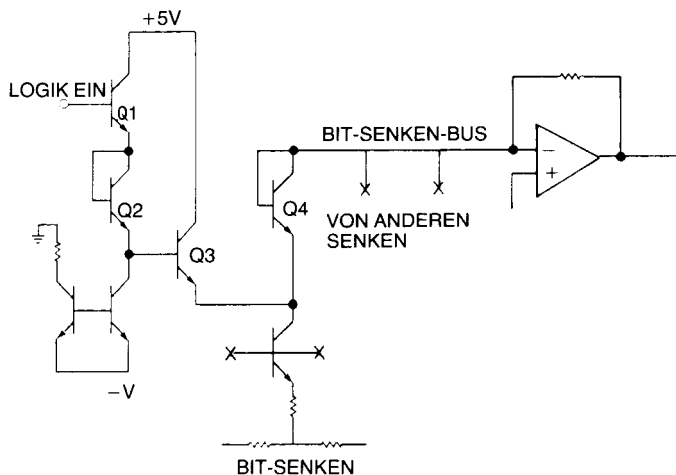 +5V
LOGIK EIN
Q1
BIT-SENKEN-BUS
−
+
Q2
Q4
VON ANDEREN
SENKEN
Q3
−V
BIT-SENKEN